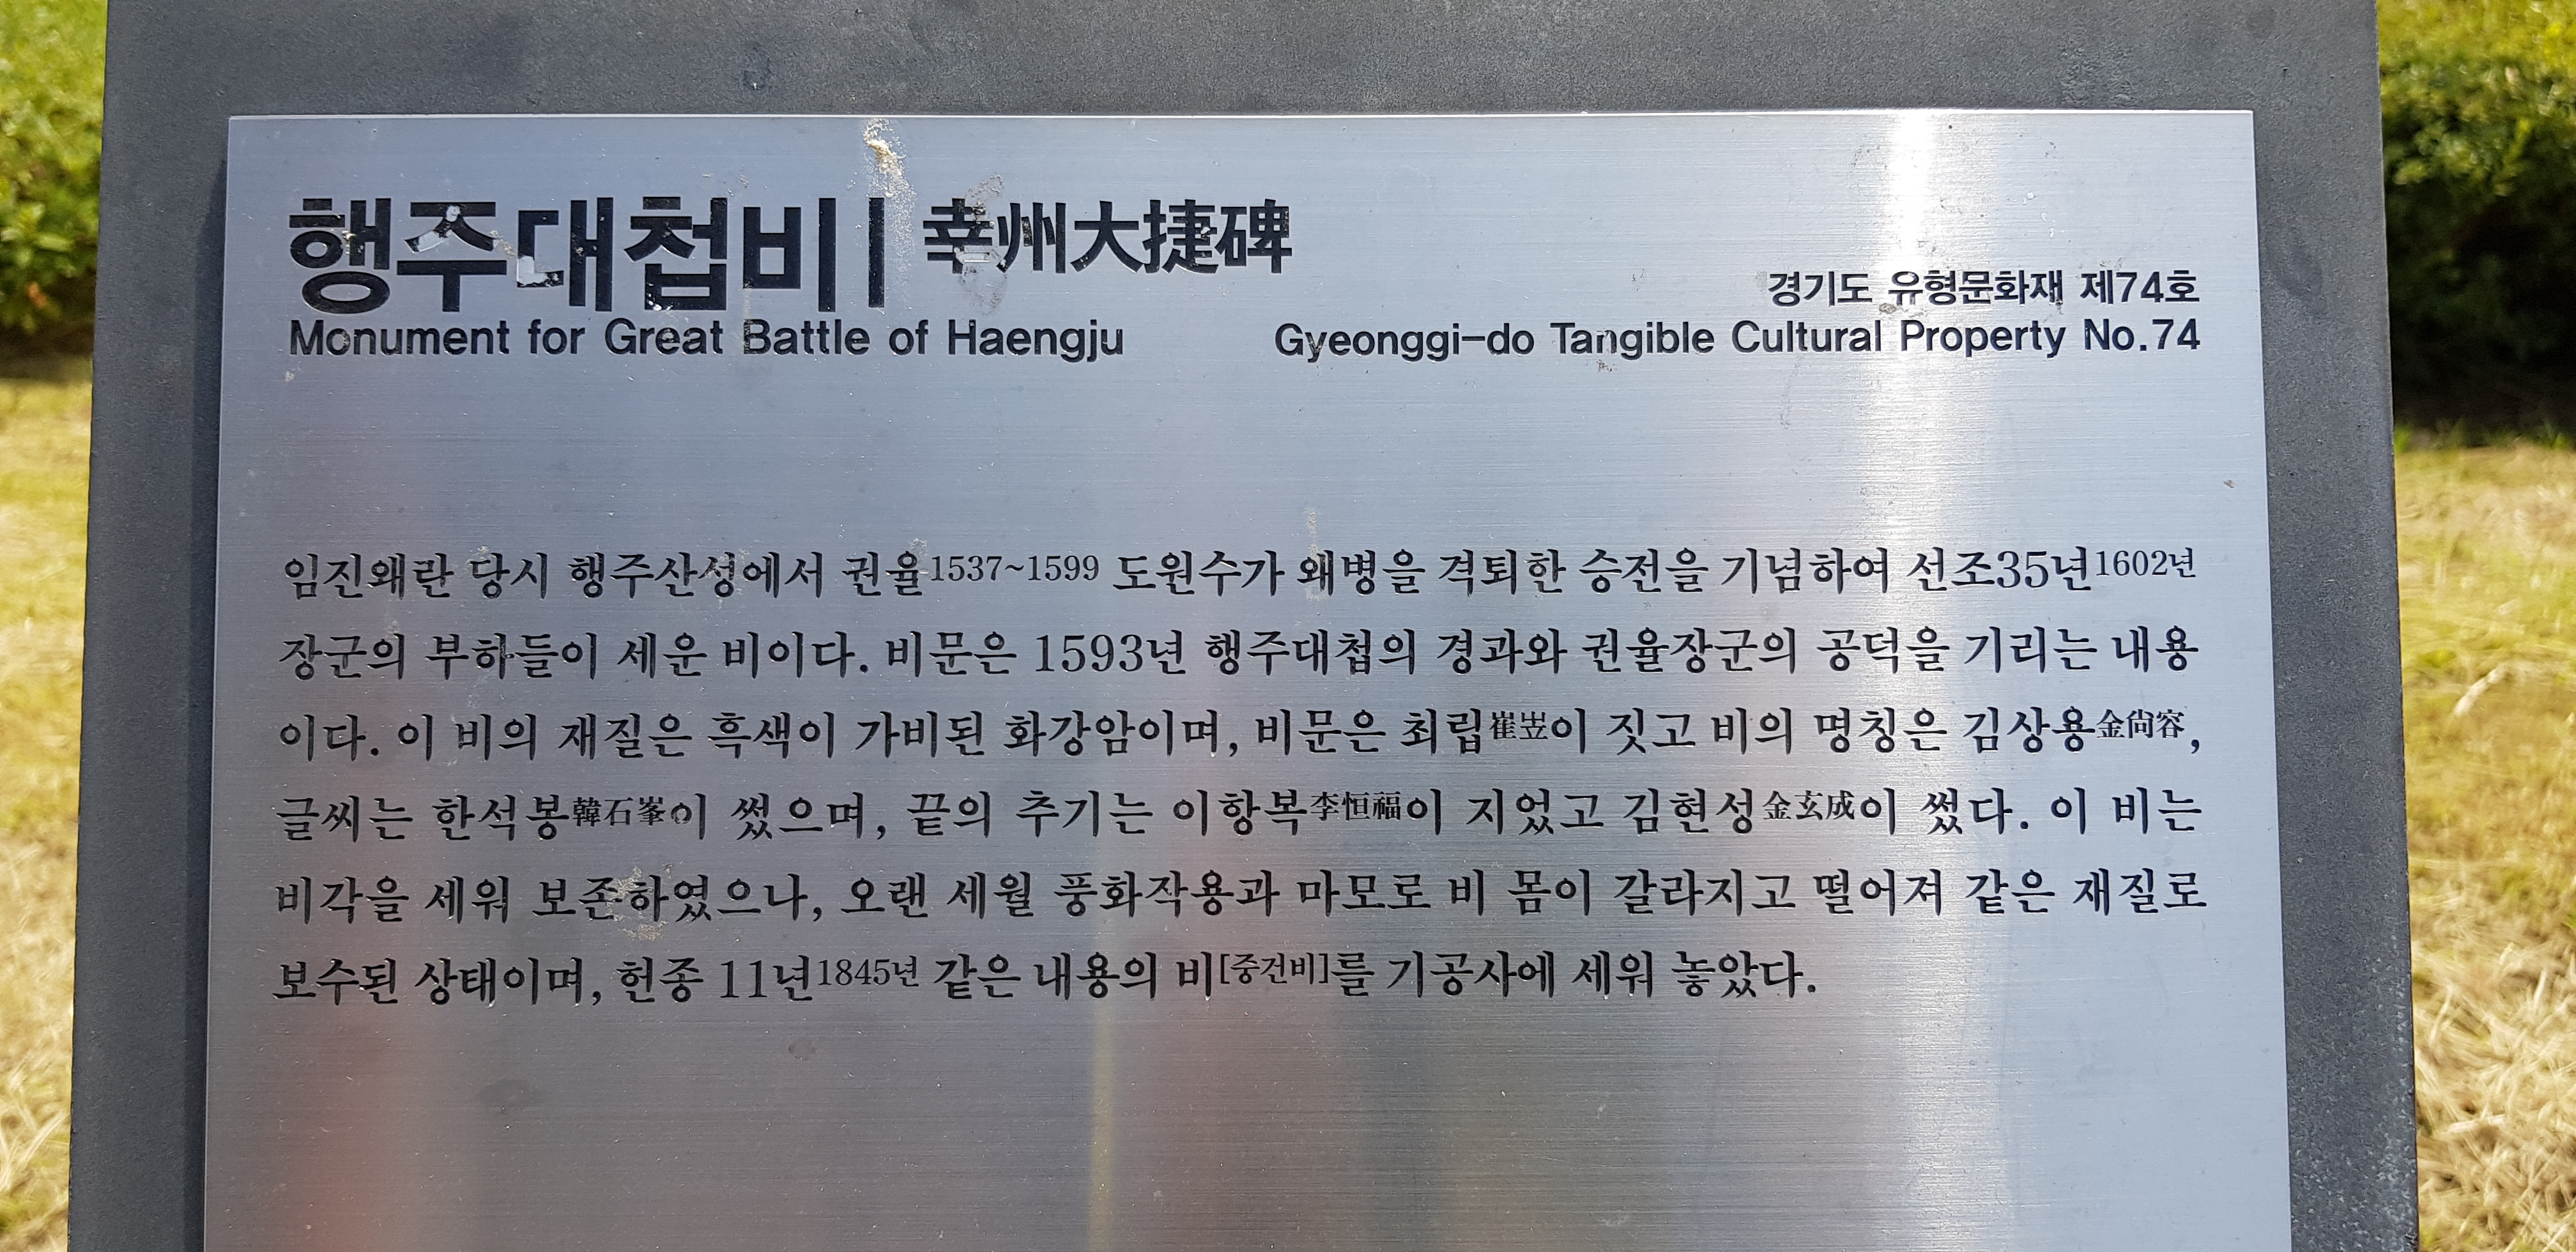 행주대첩비 | 幸州大捷碑
Monument for Great Battle of Haengju
경기도 유형문화재 제74호
Gyeonggi-do Tangible Cultural Property No.74
임진왜란 당시 행주산성에서 권율1537~1599 도원수가 왜병을 격퇴한 승전을 기념하여 선조35년1602년
장군의 부하들이 세운 비이다. 비문은 1593년 행주대첩의 경과와 권율장군의 공덕을 기리는 내용
이다. 이 비의 재질은 흑색이 가비된 화강암이며, 비문은 최립崔岦이 짓고 비의 명칭은 김상용金尙容,
글씨는 한석봉韓石峯이 썼으며, 끝의 추기는 이항복李恒福이 지었고 김현성金玄成이 썼다. 이 비는
비각을 세워 보존하였으나, 오랜 세월 풍화작용과 마모로 비 몸이 갈라지고 떨어져 같은 재질로
보수된 상태이며, 헌종 11년1845년 같은 내용의 비[중건비]를 기공사에 세워 놓았다.